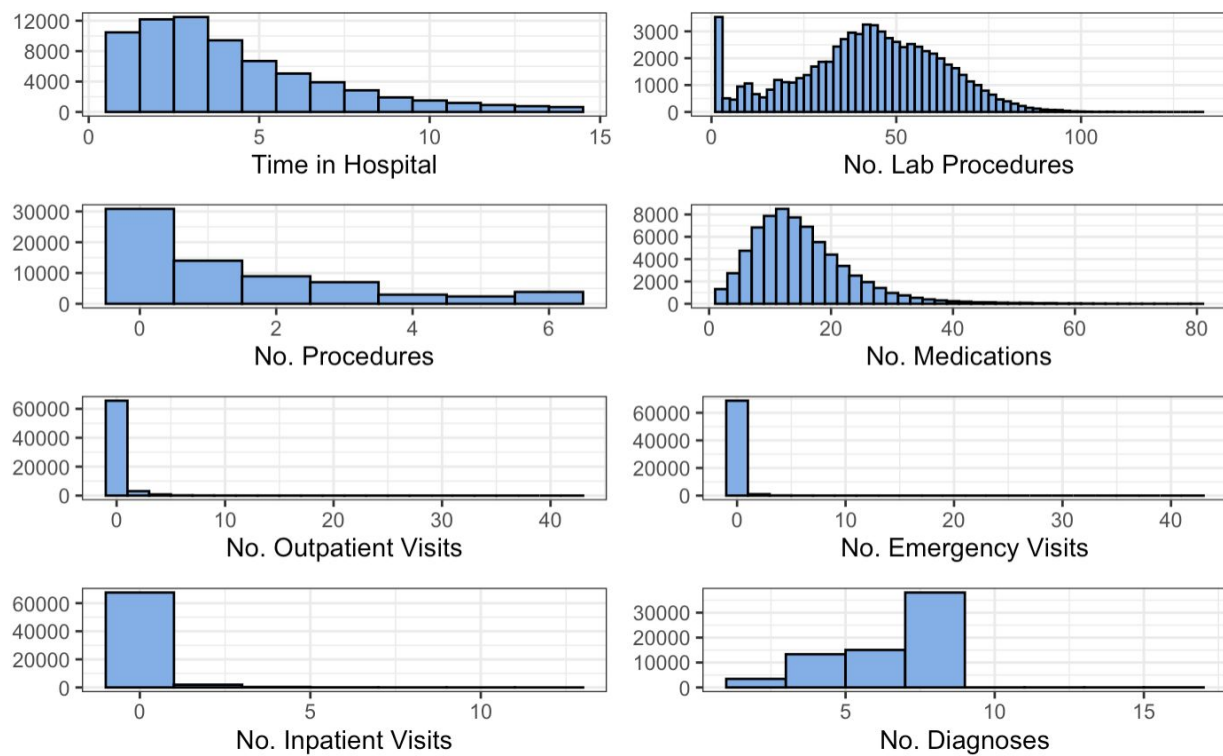 12000
8000
4000
0
0 5 10 15
Time in Hospital
3000
2000
1000
0
0 50 100
No. Lab Procedures
30000
20000
10000
0
0 2 4 6
No. Procedures
8000
6000
4000
2000
0
0 20 40 60 80
No. Medications
60000
40000
20000
0
0 10 20 30 40
No. Outpatient Visits
60000
40000
20000
0
0 10 20 30 40
No. Emergency Visits
60000
40000
20000
0
0 5 10
No. Inpatient Visits
30000
20000
10000
0
5 10 15
No. Diagnoses